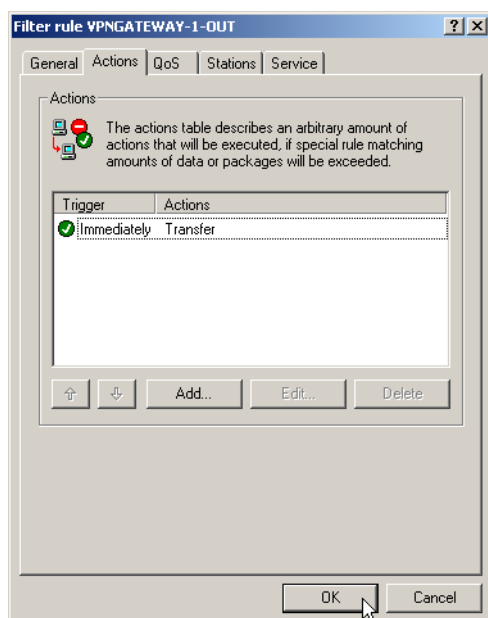 Filter rule VPNGATEWAY-1-OUT
General Actions QoS Stations Service
Actions
The actions table describes an arbitrary amount of
actions that will be executed, if special rule matching
amounts of data or packages will be exceeded.
Trigger Actions
Immediately Transfer
Add... Edit... Delete
OK Cancel